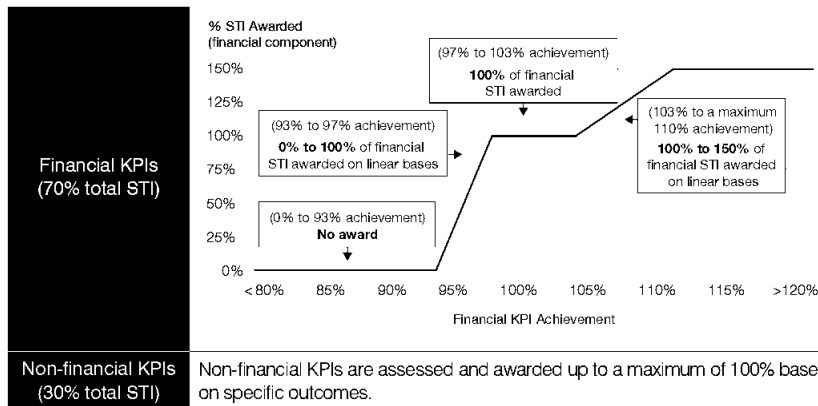 % STI Awarded
(financial component)
150%
125%
100%
75%
50%
25%
0%
(97% to 103% achievement)
100% of financial
STI awarded
(93% to 97% achievement)
0% to 100% of financial
STI awarded on linear bases
(103% to a maximum
110% achievement)
100% to 150% of
financial STI awarded
on linear bases
(0% to 93% achievement)
No award
Financial KPIs
(70% total STI)
<80% 85% 90% 95% 100% 105% 110% 115% >120%
Financial KPI Achievement
Non-financial KPIs
(30% total STI)
Non-financial KPIs are assessed and awarded up to a maximum of 100% base
on specific outcomes.